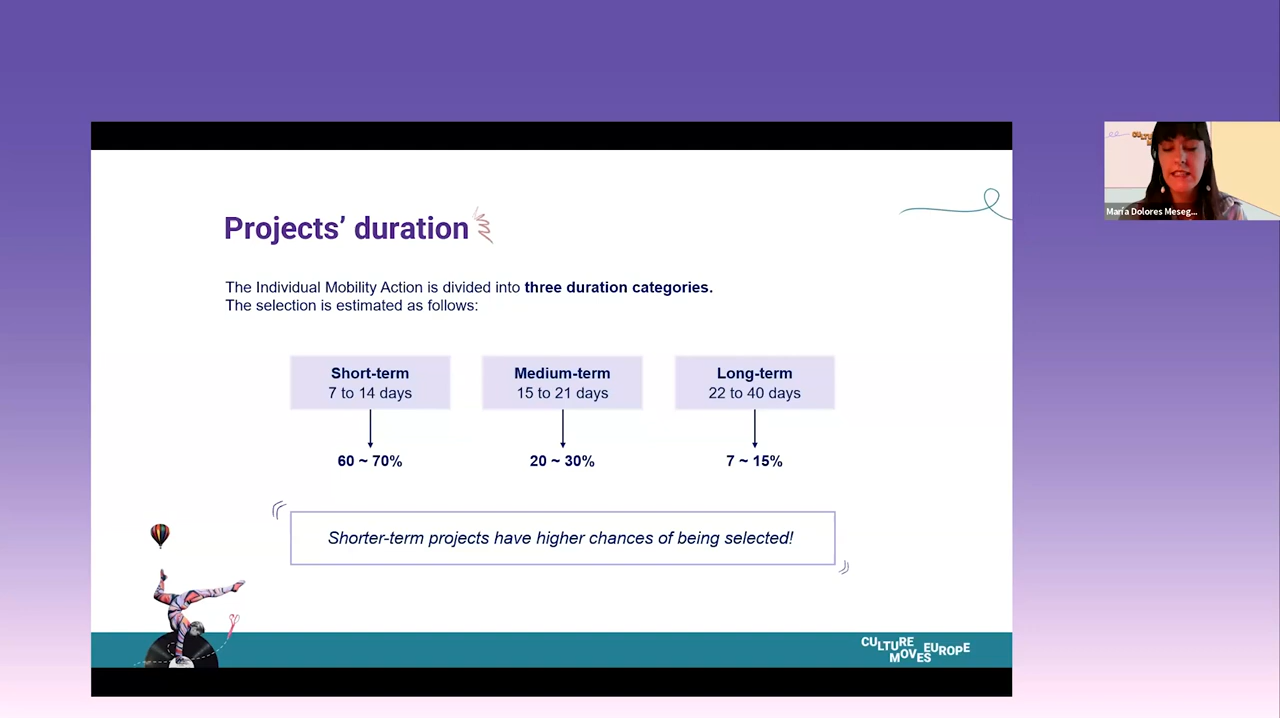 Projects’ duration
The Individual Mobility Action is divided into three duration categories.
The selection is estimated as follows:
Short-term
7 to 14 days
Medium-term
15 to 21 days
Long-term
22 to 40 days
60 ~ 70%
20 ~ 30%
7 ~ 15%
Shorter-term projects have higher chances of being selected!
CULTURE
MOVES EUROPE
María Dolores Meseg...